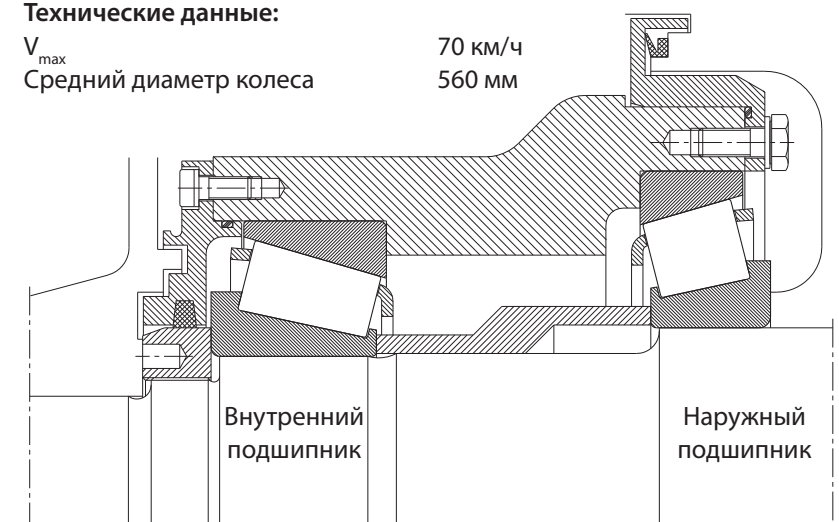 Технические данные:
Vmax 70 км/ч
Средний диаметр колеса 560 мм
Внутренний
подшипник
Наружный
подшипник